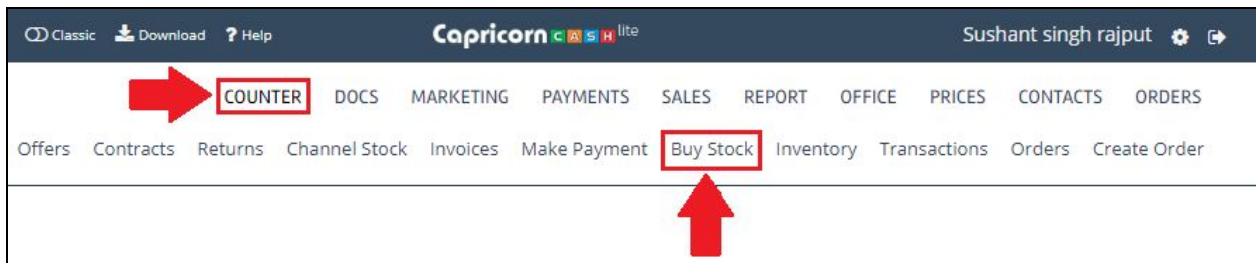 Classic Download ? Help Capricorn CASH lite Sushant singh rajput
COUNTER DOCS MARKETING PAYMENTS SALES REPORT OFFICE PRICES CONTACTS ORDERS
Offers Contracts Returns Channel Stock Invoices Make Payment Buy Stock Inventory Transactions Orders Create Order